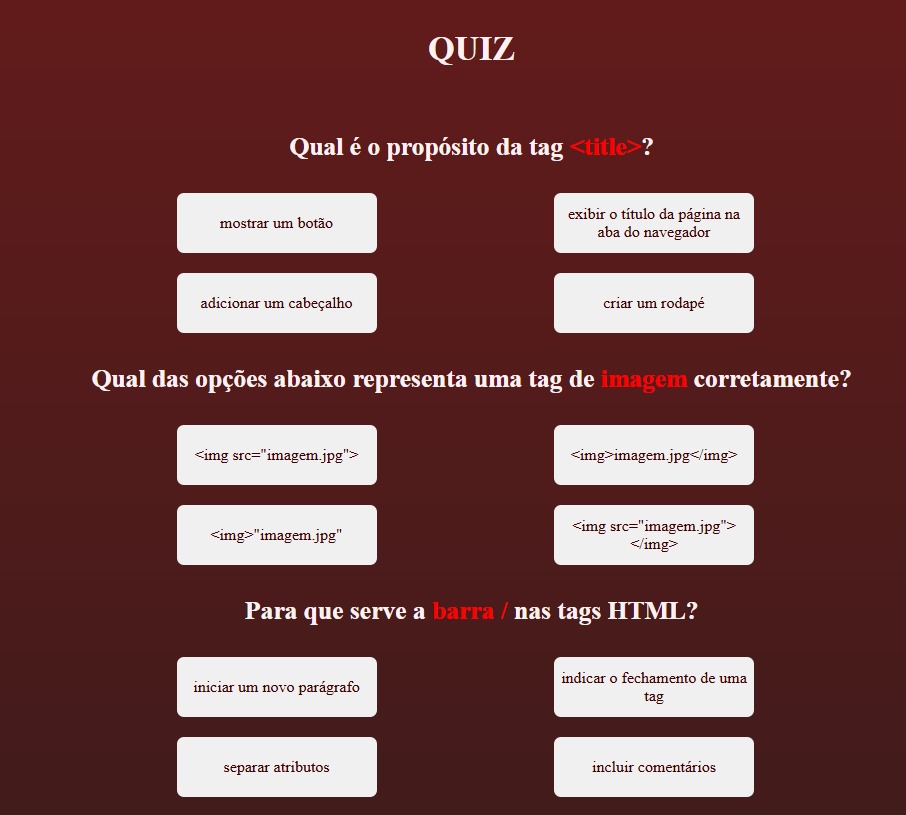 QUIZ
Qual é o propósito da tag <title>?
mostrar um botão
exibir o título da página na
aba do navegador
adicionar um cabeçalho
criar um rodapé
Qual das opções abaixo representa uma tag de imagem corretamente?
<img src="imagem.jpg">
<img>imagem.jpg</img>
<img>"imagem.jpg"
<img src="imagem.jpg">
</img>
Para que serve a barra / nas tags HTML?
iniciar um novo parágrafo
indicar o fechamento de uma
tag
separar atributos
incluir comentários